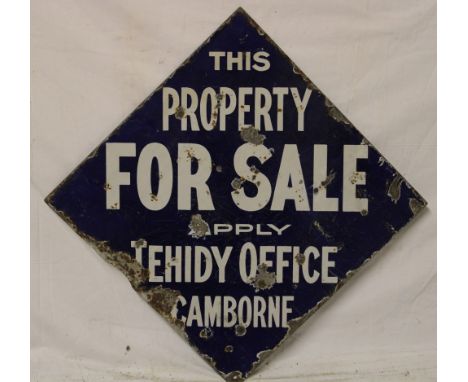 THIS
PROPERTY
FOR SALE
APPLY
TEHIDY OFFICE
CAMBORNE